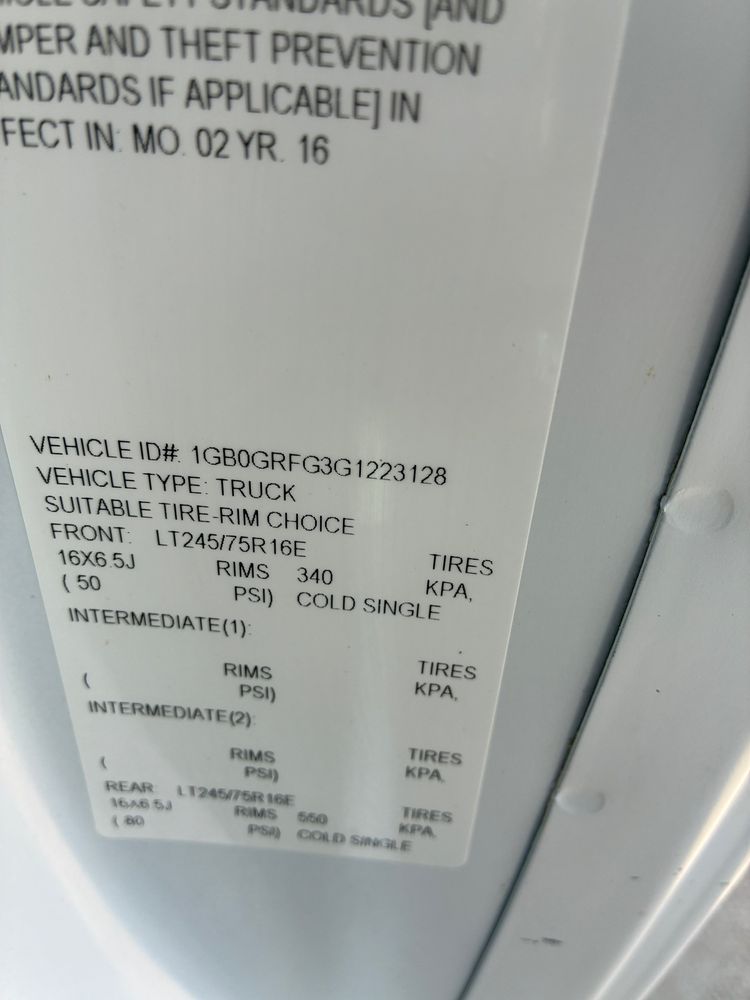 SAFETY STANDARDS [AND
MPER AND THEFT PREVENTION
ANDARDS IF APPLICABLE] IN
FECT IN: MO. 02 YR. 16
VEHICLE ID#: 1GB0GRFG3G1223128
VEHICLE TYPE: TRUCK
SUITABLE TIRE-RIM CHOICE
FRONT: LT245/75R16E TIRES
16X6.5J RIMS 340 KPA,
( 50 PSI) COLD SINGLE
INTERMEDIATE(1):
TIRES
RIMS KPA,
( PSI)
INTERMEDIATE(2):
TIRES
RIMS KPA,
( PSI)
REAR: LT245/75R16E TIRES
16X6.5J RIMS 550 KPA,
( 80 PSI) COLD SINGLE